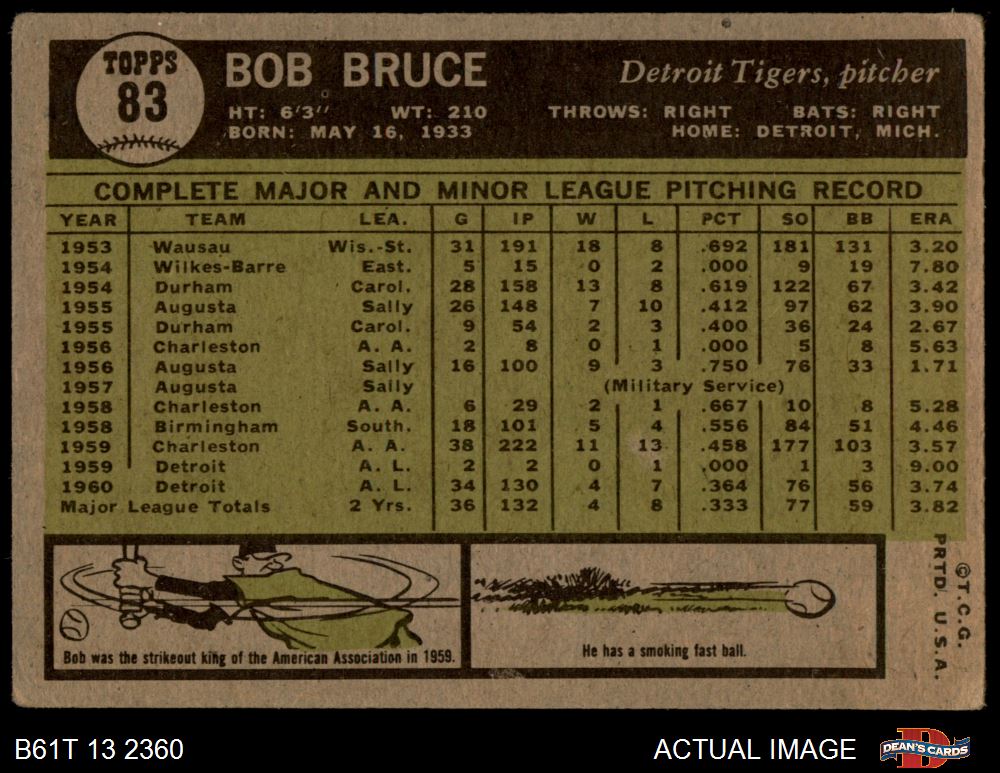 TOPPS
83
BOB BRUCE
Detroit Tigers, pitcher
HT: 6'3" WT: 210 THROWS: RIGHT BATS: RIGHT
BORN: MAY 16, 1933 HOME: DETROIT, MICH.
COMPLETE MAJOR AND MINOR LEAGUE PITCHING RECORD
YEAR TEAM LEA. G IP W L PCT SO BB ERA
1953 Wausau Wis.-St. 31 191 18 8 .692 181 131 3.20
1954 Wilkes-Barre East. 5 15 0 2 .000 9 19 7.80
1954 Durham Carol. 28 158 13 8 .619 122 67 3.42
1955 Augusta Sally 26 148 7 10 .412 97 62 3.90
1955 Durham Carol. 9 54 2 3 .400 36 24 2.67
1956 Charleston A. A. 2 8 0 1 .000 5 8 5.63
1956 Augusta Sally 16 100 9 3 .750 76 33 1.71
1957 Augusta Sally (Military Service)
1958 Charleston A. A. 6 29 2 1 .667 10 8 5.28
1958 Birmingham South. 18 101 5 4 .556 84 51 4.46
1959 Charleston A. A. 38 222 11 13 .458 177 103 3.57
1959 Detroit A. L. 2 2 0 1 .000 1 3 9.00
1960 Detroit A. L. 34 130 4 7 .364 76 56 3.74
Major League Totals 2 Yrs. 36 132 4 8 .333 77 59 3.82
Bob was the strikeout king of the American Association in 1959.
He has a smoking fast ball.
©T.C.G.
PRTD. U.S.A.
B61T 13 2360
ACTUAL IMAGE
DEAN'S CARDS